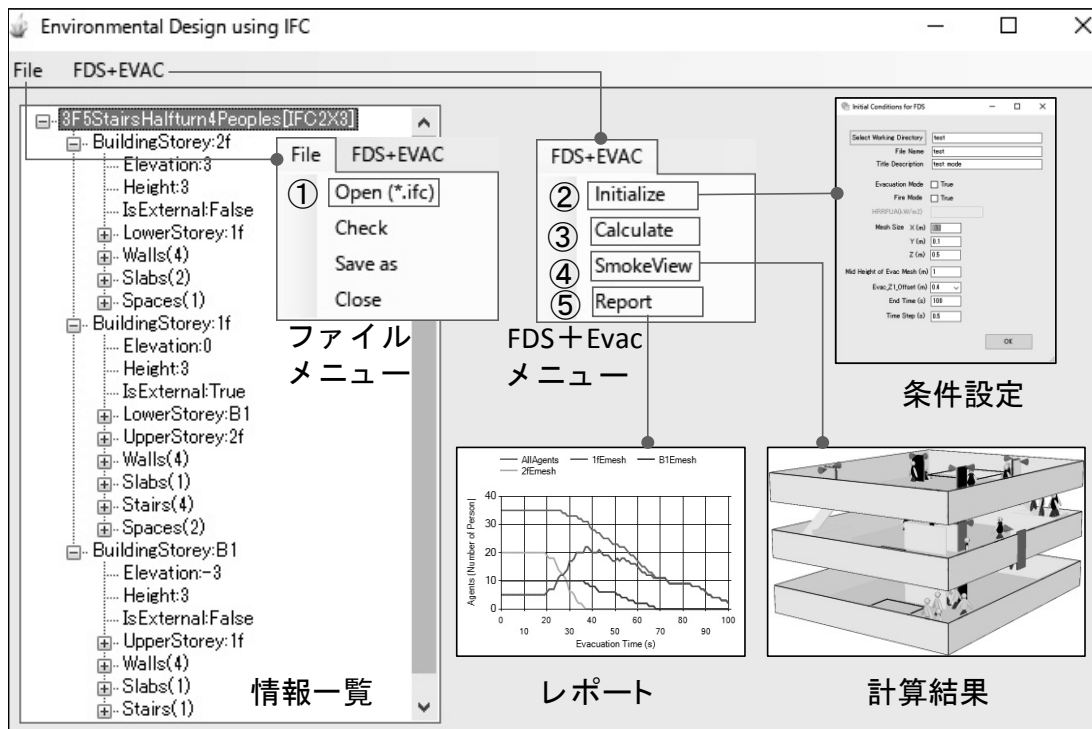 Environmental Design using IFC
File FDS+EVAC
3F5StairsHalfturn4Peoples[IFC2X3]
BuildingStorey:2f
Elevation:3
Height:3
IsExternal:False
LowerStorey:1f
Walls(4)
Slabs(2)
Spaces(1)
BuildingStorey:1f
Elevation:0
Height:3
IsExternal:True
LowerStorey:B1
UpperStorey:2f
Walls(4)
Slabs(1)
Stairs(4)
Spaces(2)
BuildingStorey:B1
Elevation:-3
Height:3
IsExternal:False
UpperStorey:1f
Walls(4)
Slabs(1)
Stairs(1)
情報一覧
File FDS+EVAC
① Open (*.ifc)
Check
Save as
Close
ファイル
メニュー
FDS+EVAC
② Initialize
③ Calculate
④ SmokeView
⑤ Report
FDS＋Evac
メニュー
Initial Conditions for FDS
Select Working Directory test
File Name test
Title Description test mode
Evacuation Mode True
Fire Mode True
HRRPUA(kW/m2)
Mesh Size X (m)
Y (m) 0.1
Z (m) 0.5
Mid Height of Evac Mesh (m) 1
Evac_Z1_Offset (m) 0.4
End Time (s) 100
Time Step (s) 0.5
OK
条件設定
AllAgents 1fEmesh B1Emesh
2fEmesh
Agents [Number of Person]
40
30
20
10
0
0 20 30 40 50 60 80 100
10 30 50 70 90
Evacuation Time (s)
レポート
計算結果